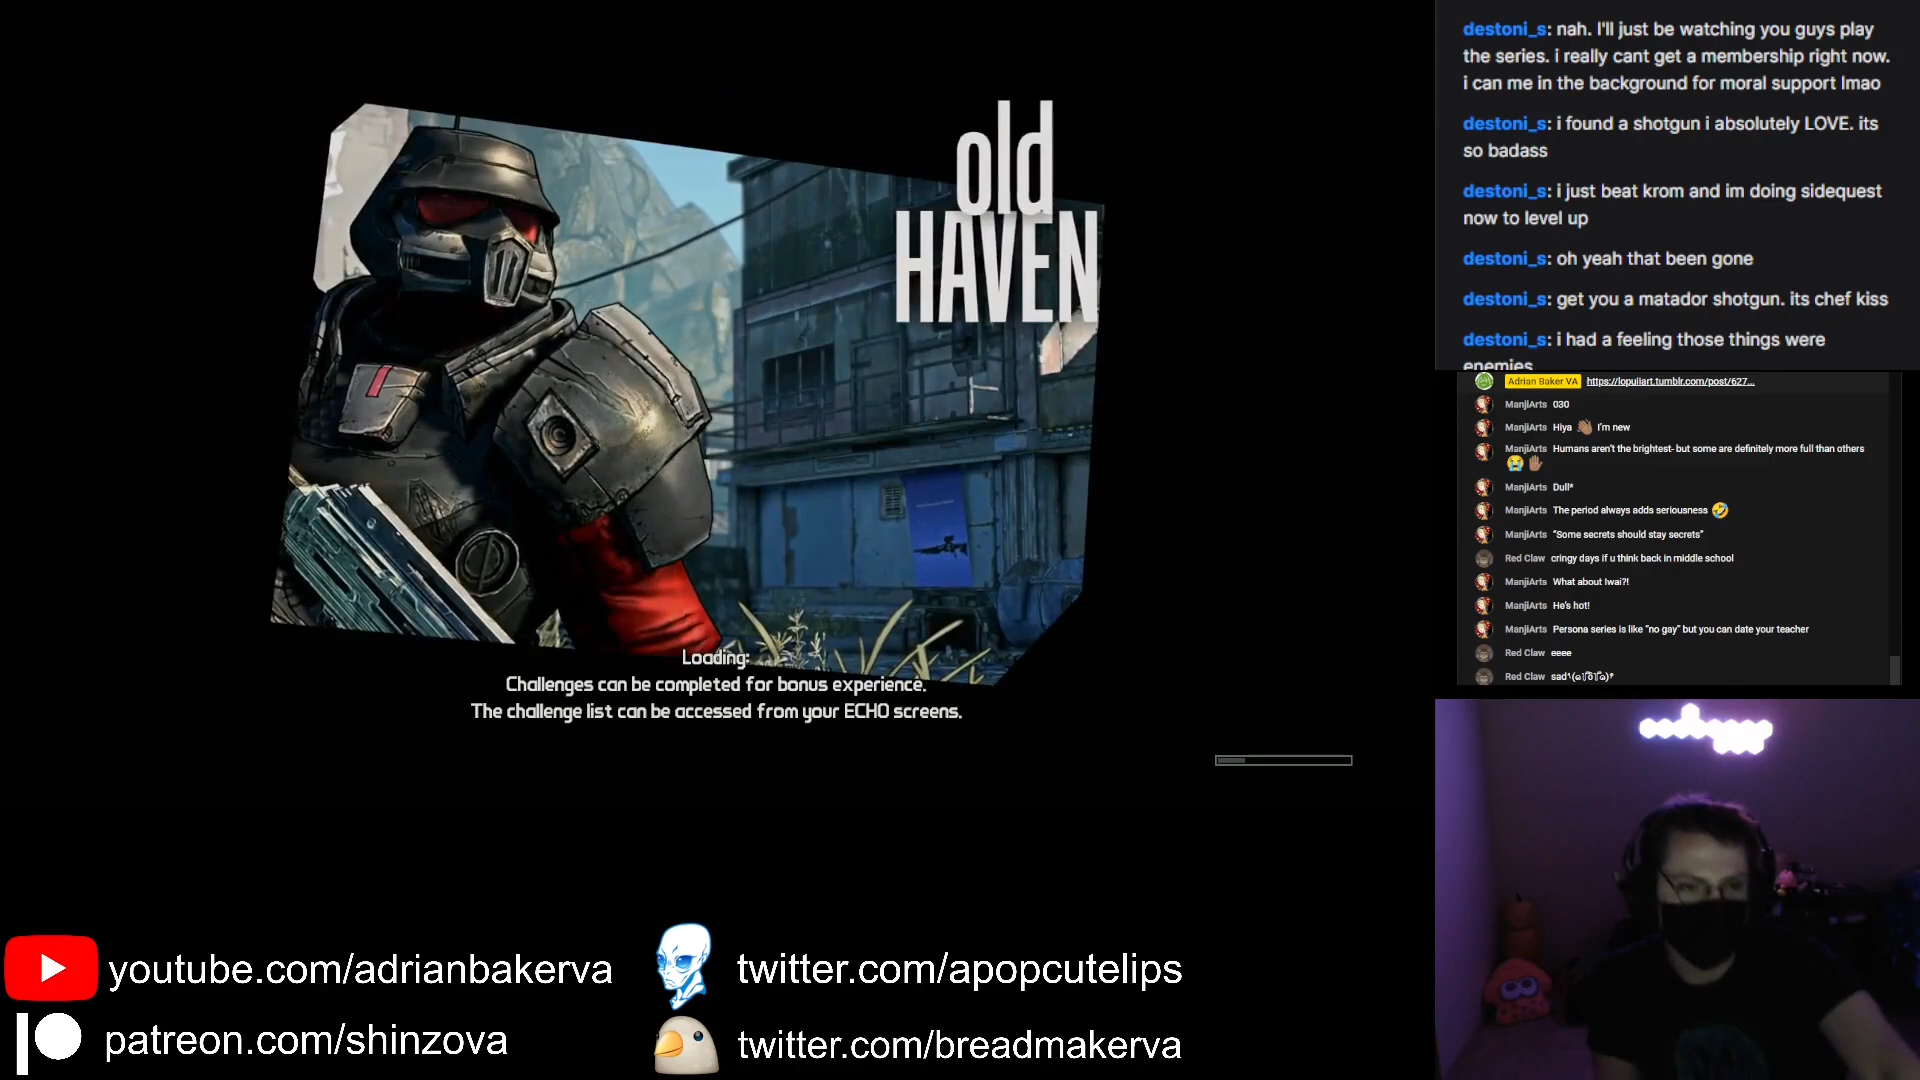 old
HAVEN
Loading:
Challenges can be completed for bonus experience.
The challenge list can be accessed from your ECHO screens.
destoni_s: nah. I'll just be watching you guys play
the series. i really cant get a membership right now.
i can me in the background for moral support lmao
destoni_s: i found a shotgun i absolutely LOVE. its
so badass
destoni_s: i just beat krom and im doing sidequest
now to level up
destoni_s: oh yeah that been gone
destoni_s: get you a matador shotgun. its chef kiss
destoni_s: i had a feeling those things were
enemies
Adrian Baker VA https://lopuliart.tumblr.com/post/627...
ManjiArts 030
ManjiArts Hiya 👋🏽 I'm new
ManjiArts Humans aren't the brightest- but some are definitely more full than others
😭✋🏽
ManjiArts Dull*
ManjiArts The period always adds seriousness 🤣
ManjiArts “Some secrets should stay secrets”
Red Claw cringy days if u think back in middle school
ManjiArts What about Iwai?!
ManjiArts He's hot!
ManjiArts Persona series is like “no gay” but you can date your teacher
Red Claw eeee
Red Claw sad
youtube.com/adrianbakerva
twitter.com/apopcutelips
patreon.com/shinzova
twitter.com/breadmakerva